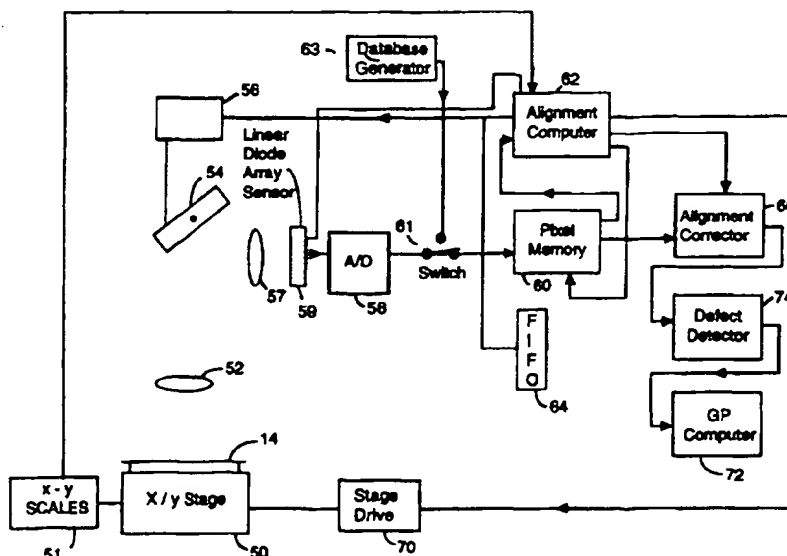 63
Database
Generator
62
56
Alignment
Computer
Linear
Diode
Array
Sensor
54
Alignment
Corrector
61
A/D
Switch
Pixel
Memory
57
59
58
60
74
Defect
Detector
F
I
F
O
64
52
GP
Computer
72
14
x - y
SCALES
X / y Stage
Stage
Drive
51
50
70